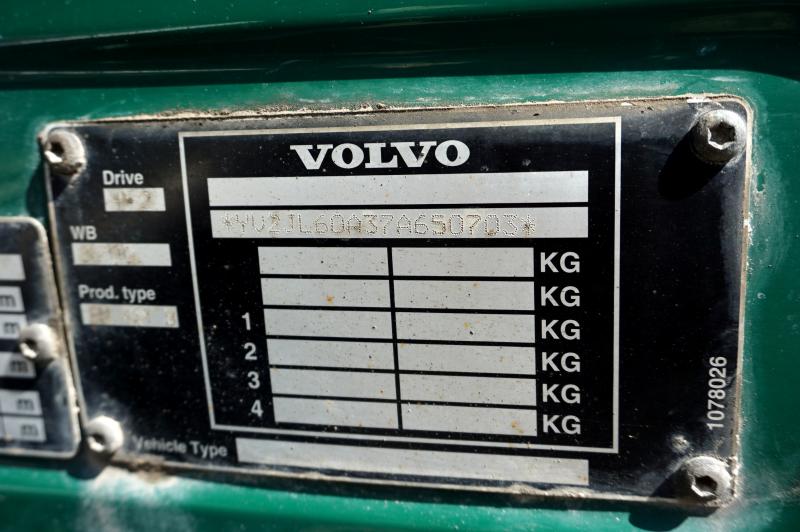 VOLVO
*YV2JL60A37A650703*
Drive
WB
Prod. type
KG
KG
1 KG
2 KG
3 KG
4 KG
Vehicle Type
1078026
m
m
m
m
m